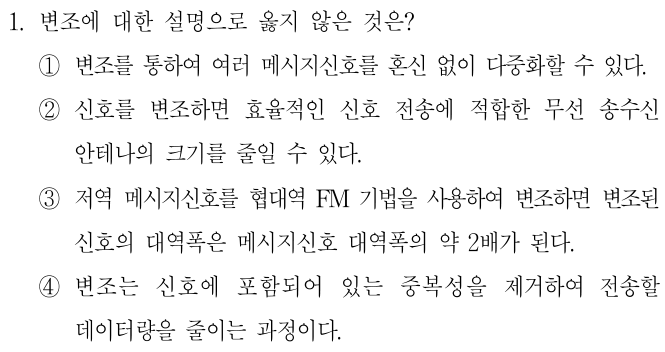 1. 변조에 대한 설명으로 옳지 않은 것은?
① 변조를 통하여 여러 메시지신호를 혼신 없이 다중화할 수 있다.
② 신호를 변조하면 효율적인 신호 전송에 적합한 무선 송수신
안테나의 크기를 줄일 수 있다.
③ 저역 메시지신호를 협대역 FM 기법을 사용하여 변조하면 변조된
신호의 대역폭은 메시지신호 대역폭의 약 2배가 된다.
④ 변조는 신호에 포함되어 있는 중복성을 제거하여 전송할
데이터량을 줄이는 과정이다.